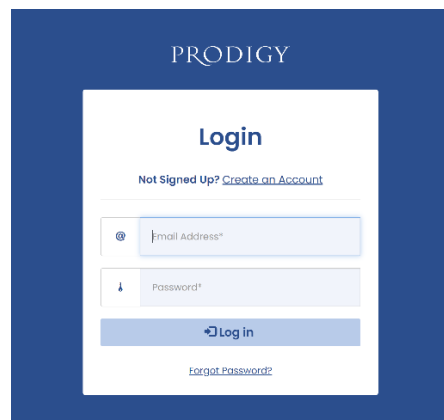 PRODIGY
Login
Not Signed Up? Create an Account
@ Email Address*
Password*
Log in
Forgot Password?